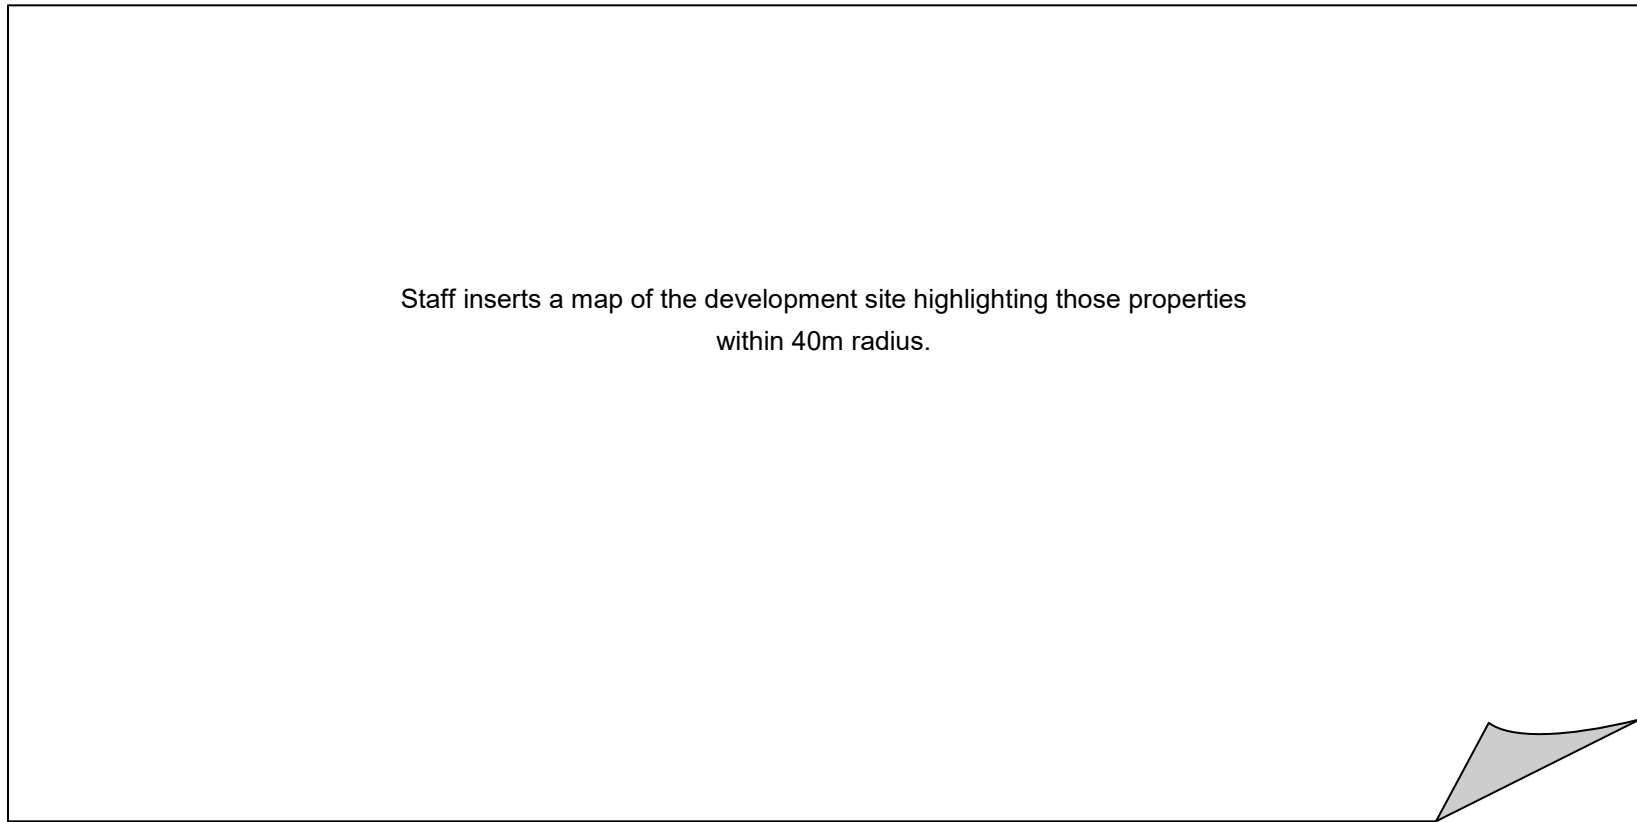 Staff inserts a map of the development site highlighting those properties
within 40m radius.